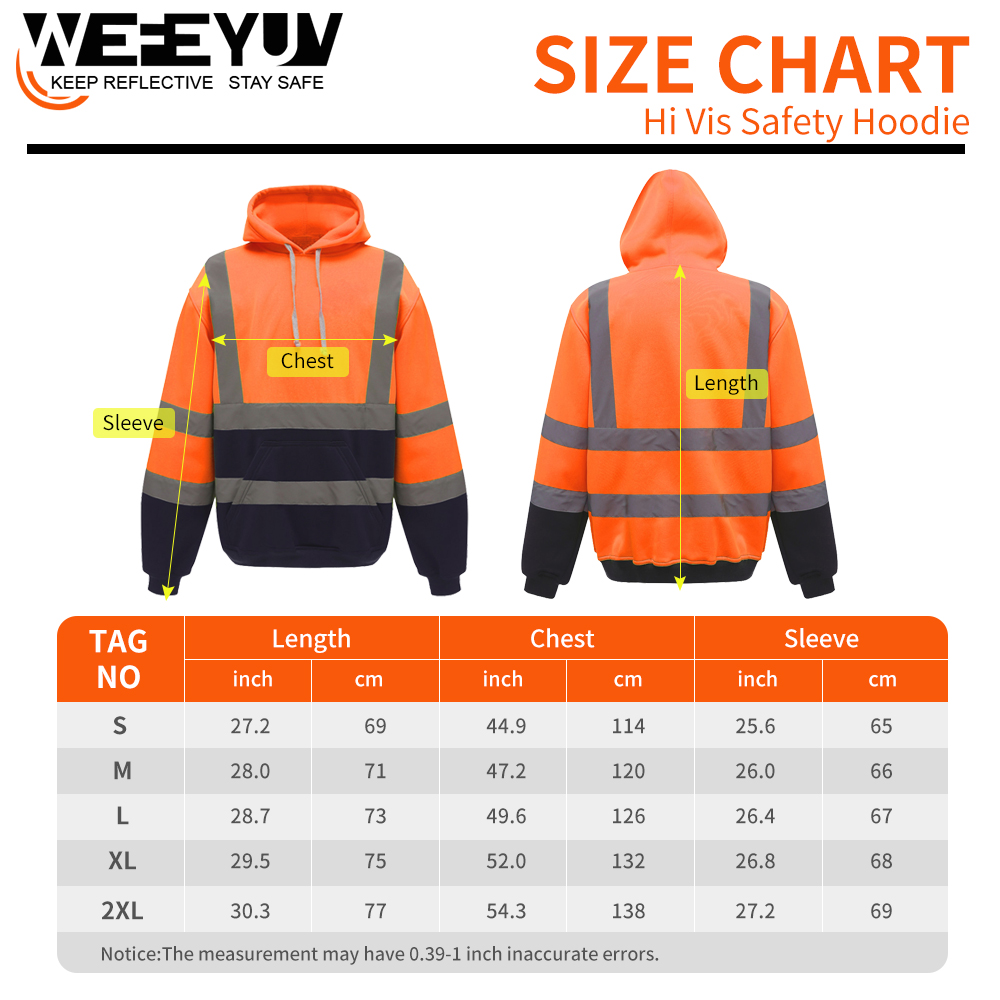 WEFEYUV
KEEP REFLECTIVE STAY SAFE
SIZE CHART
Hi Vis Safety Hoodie
Chest
Sleeve
Length
TAG NO Length Chest Sleeve
inch cm inch cm inch cm
S 27.2 69 44.9 114 25.6 65
M 28.0 71 47.2 120 26.0 66
L 28.7 73 49.6 126 26.4 67
XL 29.5 75 52.0 132 26.8 68
2XL 30.3 77 54.3 138 27.2 69
Notice:The measurement may have 0.39-1 inch inaccurate errors.